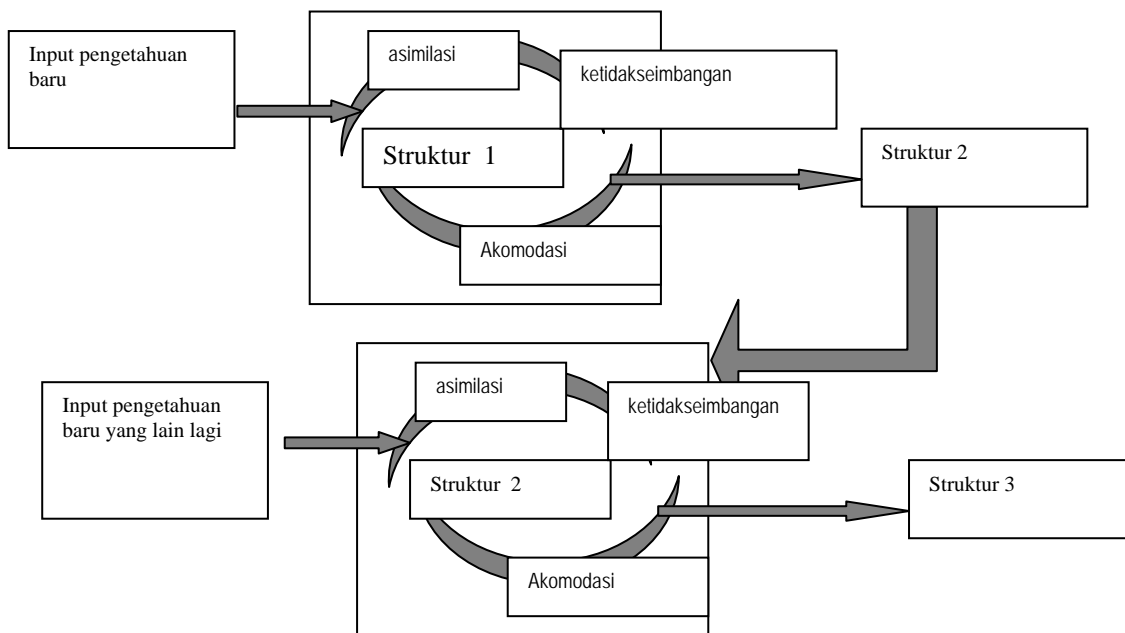 Input pengetahuan
baru
asimilasi
ketidakseimbangan
Struktur 1
Akomodasi
Struktur 2
Input pengetahuan
baru yang lain lagi
asimilasi
ketidakseimbangan
Struktur 2
Akomodasi
Struktur 3